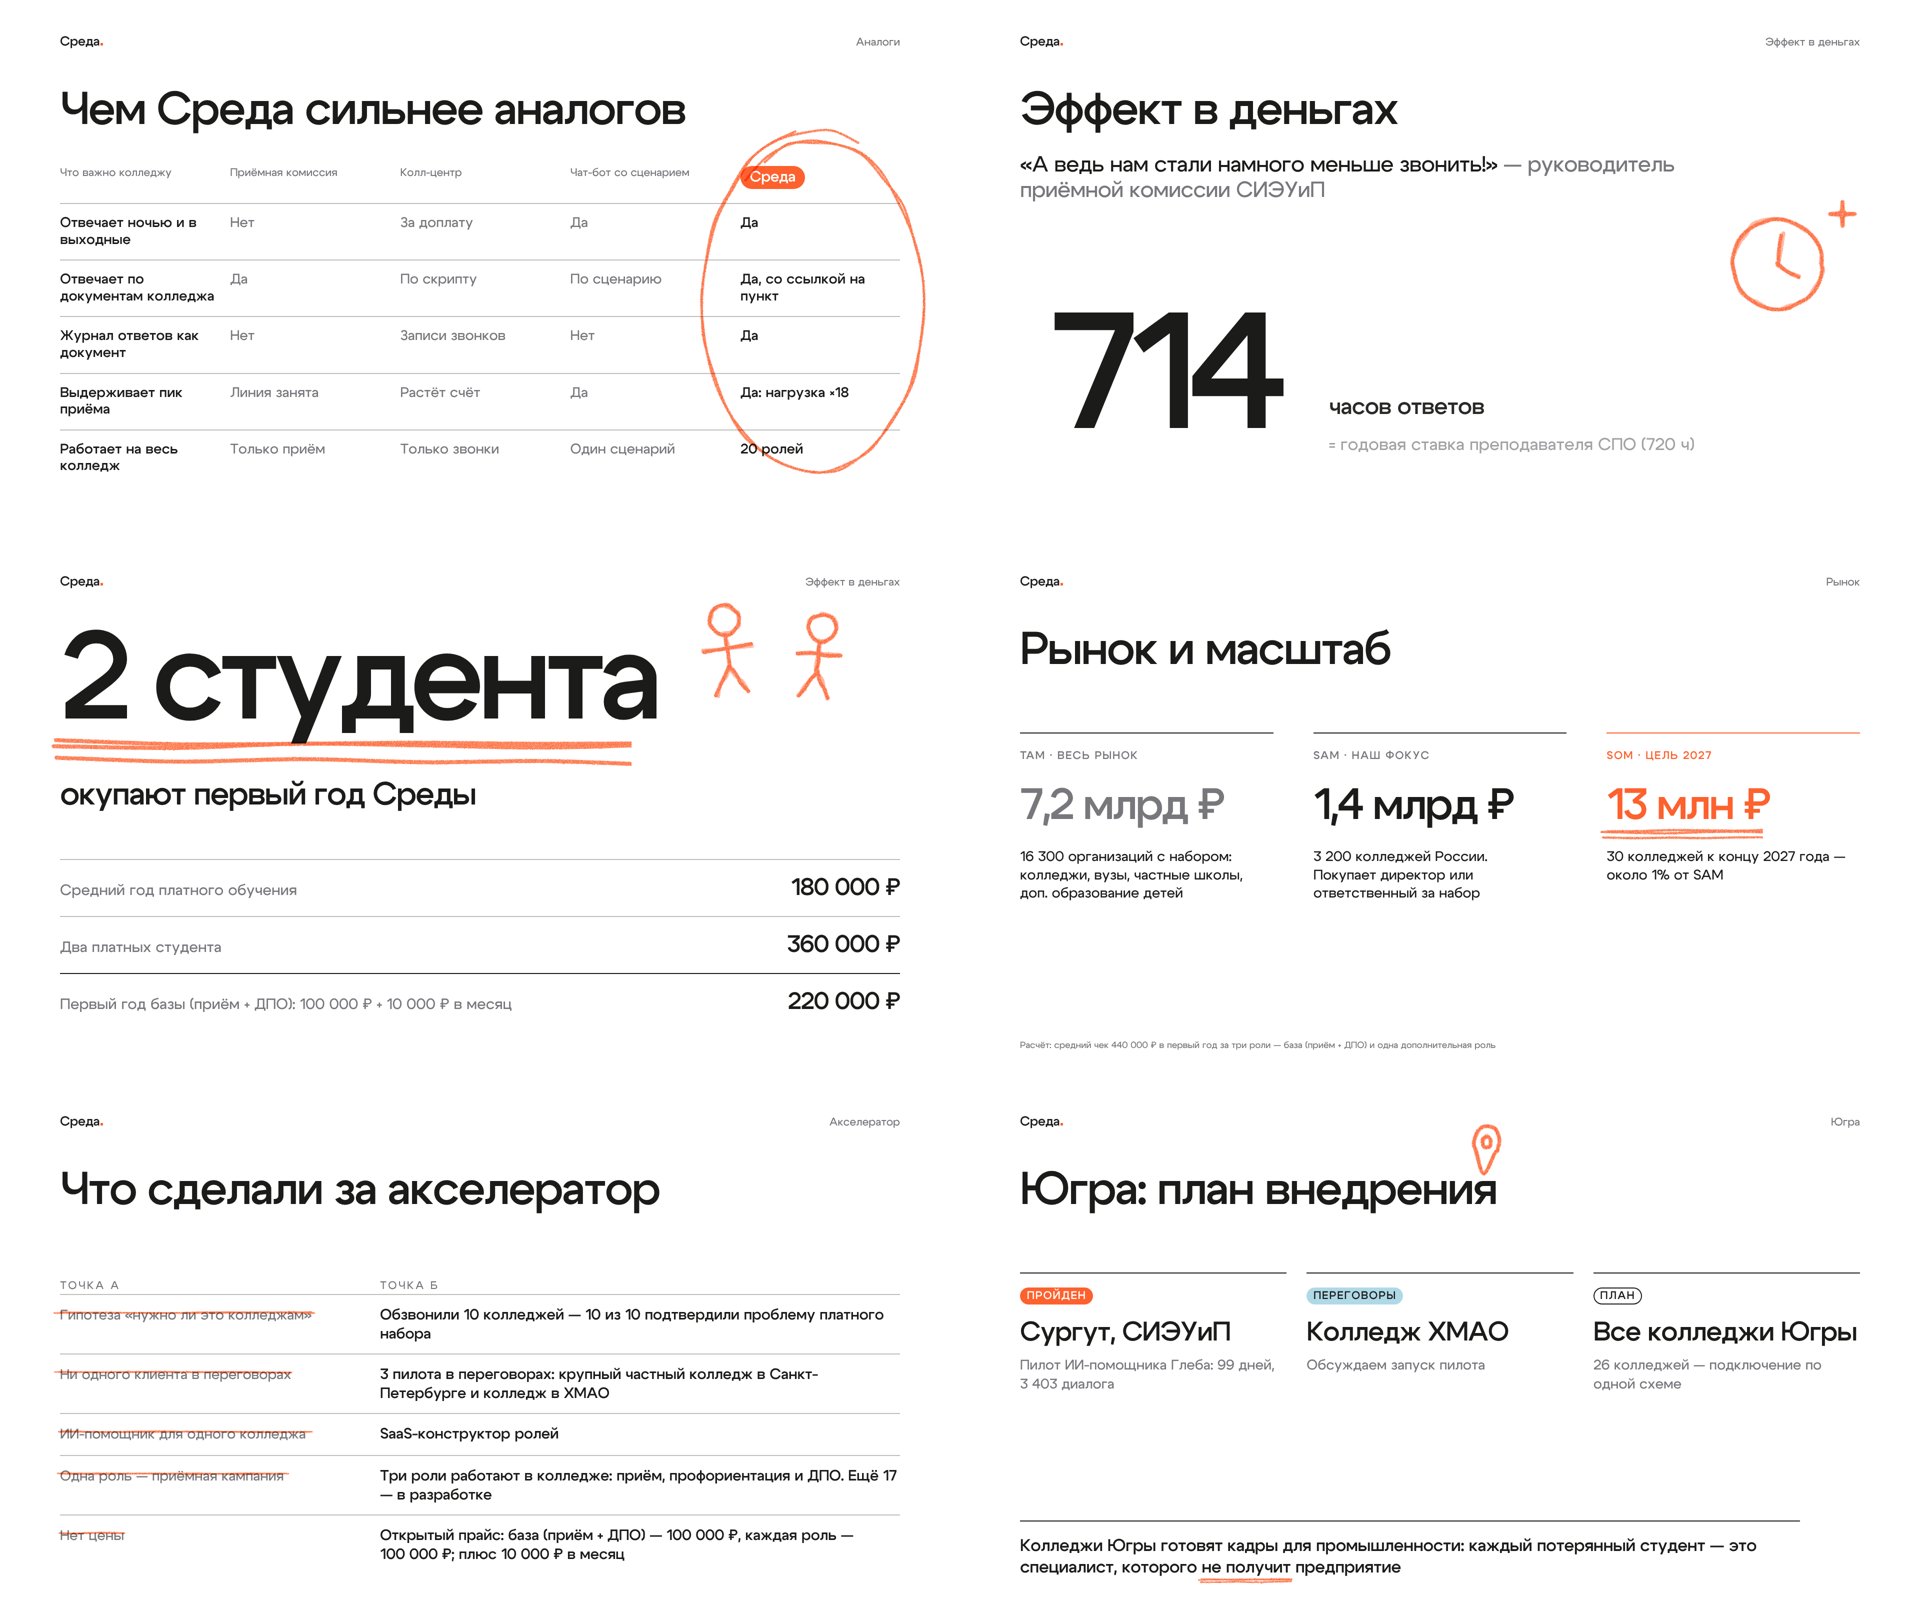 Среда.
Аналоги
Чем Среда сильнее аналогов
Что важно колледжу
Приёмная комиссия
Колл-центр
Чат-бот со сценарием
Среда
Отвечает ночью и в
выходные
Нет
За доплату
Да
Да
Отвечает по
документам колледжа
Да
По скрипту
По сценарию
Да, со ссылкой на
пункт
Журнал ответов как
документ
Нет
Записи звонков
Нет
Да
Выдерживает пик
приёма
Линия занята
Растёт счёт
Да
Да: нагрузка ×18
Работает на весь
колледж
Только приём
Только звонки
Один сценарий
20 ролей
Среда.
Эффект в деньгах
Эффект в деньгах
«А ведь нам стали намного меньше звонить!» — руководитель
приёмной комиссии СИЭУиП
714
часов ответов
= годовая ставка преподавателя СПО (720 ч)
Среда.
Эффект в деньгах
2 студента
окупают первый год Среды
Средний год платного обучения
180 000 ₽
Два платных студента
360 000 ₽
Первый год базы (приём + ДПО): 100 000 ₽ + 10 000 ₽ в месяц
220 000 ₽
Среда.
Рынок
Рынок и масштаб
TAM · ВЕСЬ РЫНОК
7,2 млрд ₽
16 300 организаций с набором:
колледжи, вузы, частные школы,
доп. образование детей
SAM · НАШ ФОКУС
1,4 млрд ₽
3 200 колледжей России.
Покупает директор или
ответственный за набор
SOM · ЦЕЛЬ 2027
13 млн ₽
30 колледжей к концу 2027 года —
около 1% от SAM
Расчёт: средний чек 440 000 ₽ в первый год за три роли — база (приём + ДПО) и одна дополнительная роль
Среда.
Акселератор
Что сделали за акселератор
ТОЧКА А
ТОЧКА Б
Гипотеза «нужно ли это колледжам»
Обзвонили 10 колледжей — 10 из 10 подтвердили проблему платного
набора
Ни одного клиента в переговорах
3 пилота в переговорах: крупный частный колледж в Санкт-
Петербурге и колледж в ХМАО
ИИ-помощник для одного колледжа
SaaS-конструктор ролей
Одна роль — приёмная кампания
Три роли работают в колледже: приём, профориентация и ДПО. Ещё 17
— в разработке
Нет цены
Открытый прайс: база (приём + ДПО) — 100 000 ₽, каждая роль —
100 000 ₽; плюс 10 000 ₽ в месяц
Среда.
Югра
Югра: план внедрения
ПРОЙДЕН
Сургут, СИЭУиП
Пилот ИИ-помощника Глеба: 99 дней,
3 403 диалога
ПЕРЕГОВОРЫ
Колледж ХМАО
Обсуждаем запуск пилота
ПЛАН
Все колледжи Югры
26 колледжей — подключение по
одной схеме
Колледжи Югры готовят кадры для промышленности: каждый потерянный студент — это
специалист, которого не получит предприятие